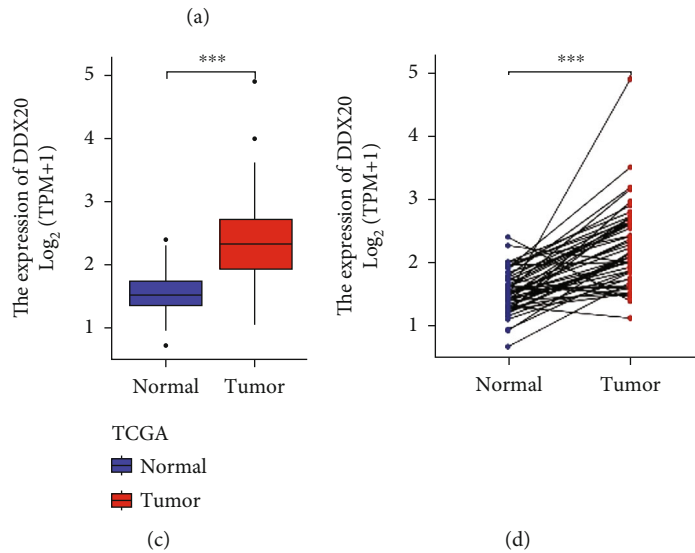 (a)
The expression of DDX20
Log₂ (TPM+1)
5
4
3
2
1
***
Normal
Tumor
TCGA
Normal
Tumor
(c)
The expression of DDX20
Log₂ (TPM+1)
5
4
3
2
1
***
Normal
Tumor
(d)